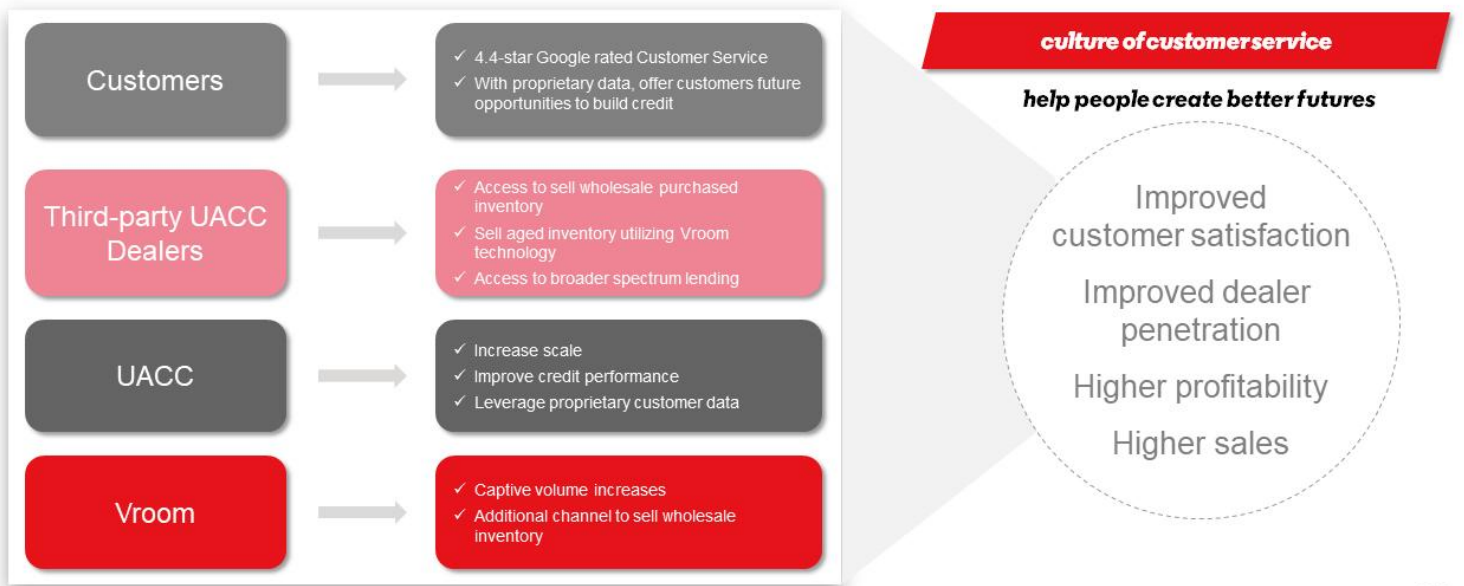 Customers
✓ 4.4-star Google rated Customer Service
✓ With proprietary data, offer customers future
opportunities to build credit
Third-party UACC
Dealers
✓ Access to sell wholesale purchased
inventory
✓ Sell aged inventory utilizing Vroom
technology
✓ Access to broader spectrum lending
UACC
✓ Increase scale
✓ Improve credit performance
✓ Leverage proprietary customer data
Vroom
✓ Captive volume increases
✓ Additional channel to sell wholesale
inventory
culture of customer service
help people create better futures
Improved
customer satisfaction
Improved dealer
penetration
Higher profitability
Higher sales